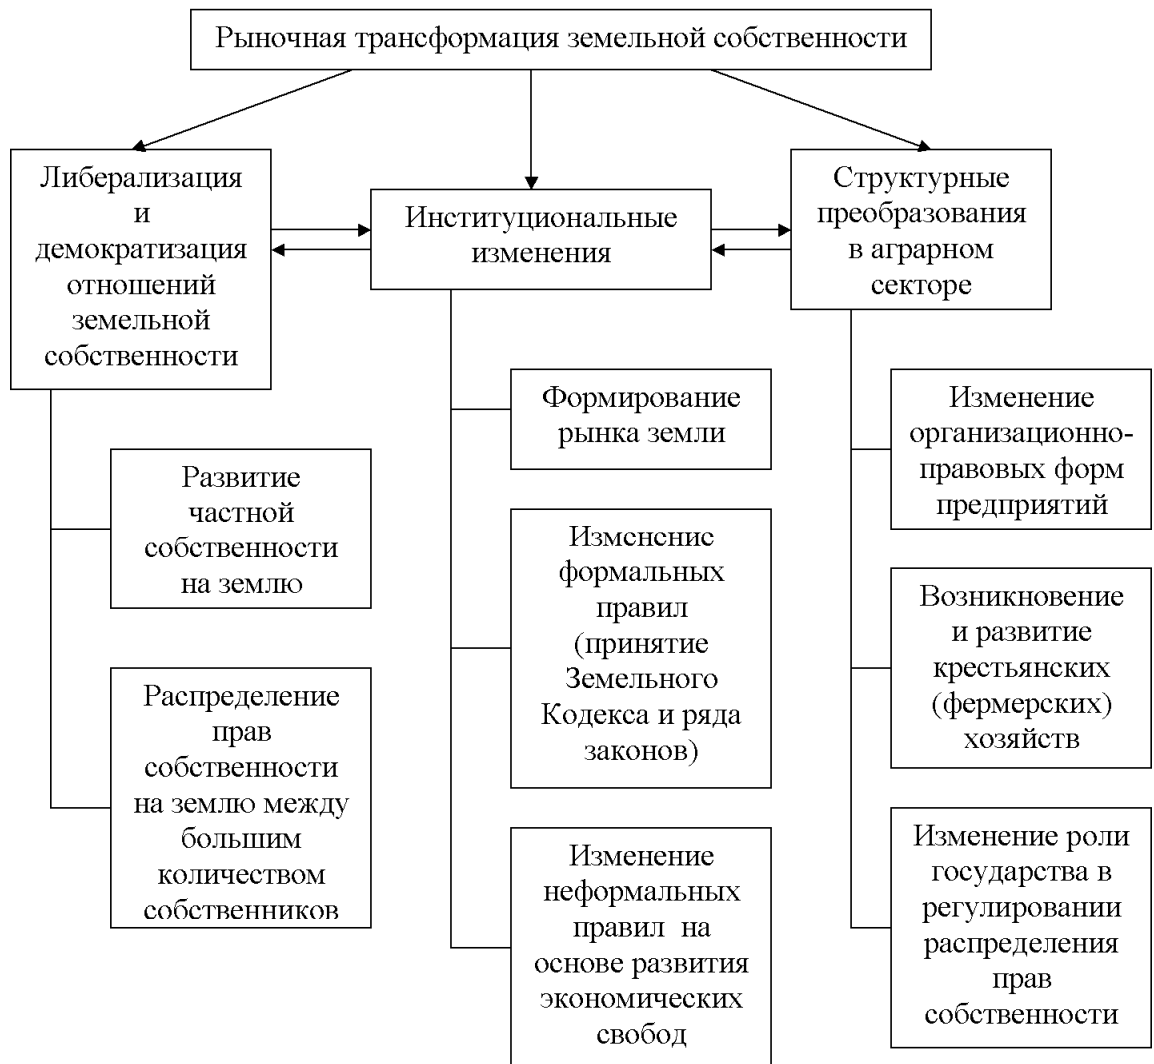 Рыночная трансформация земельной собственности
Либерализация
и
демократизация
отношений
земельной
собственности
Институциональные
изменения
Структурные
преобразования
в аграрном
секторе
Развитие
частной
собственности
на землю
Распределение
прав
собственности
на землю между
большим
количеством
собственников
Формирование
рынка земли
Изменение
формальных
правил
(принятие
Земельного
Кодекса и ряда
законов)
Изменение
неформальных
правил на
основе развития
экономических
свобод
Изменение
организационно-
правовых форм
предприятий
Возникновение
и развитие
крестьянских
(фермерских)
хозяйств
Изменение роли
государства в
регулировании
распределения
прав
собственности